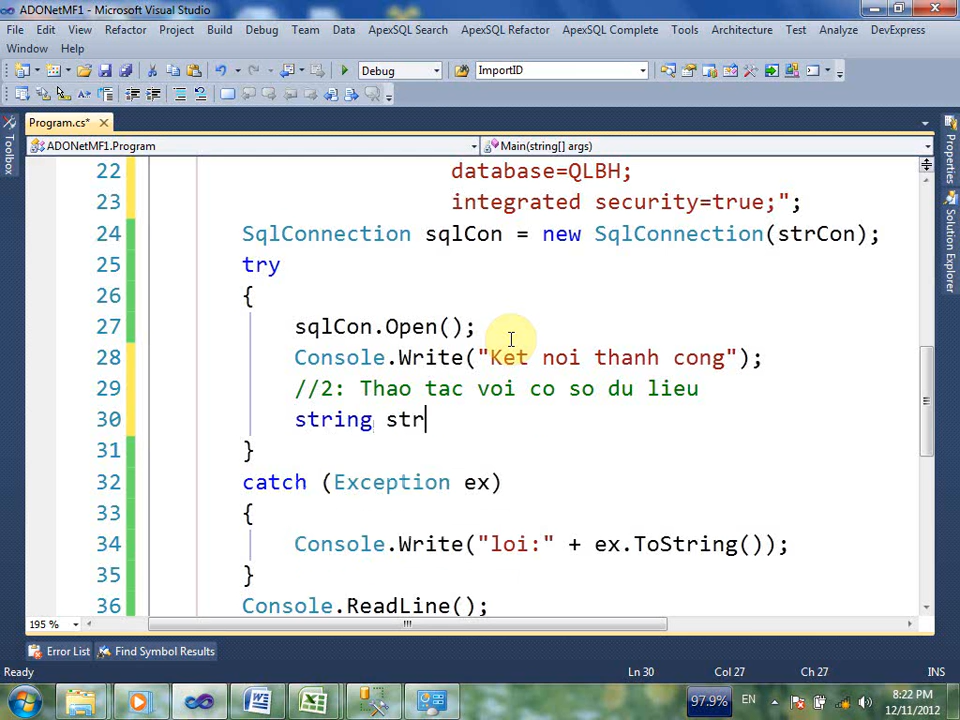 ADONetMF1 - Microsoft Visual Studio
File Edit View Refactor Project Build Debug Team Data ApexSQL Search ApexSQL Refactor ApexSQL Complete Tools Architecture Test Analyze DevExpress
Window Help
Debug ImportID
Program.cs*
ADONetMF1.Program Main(string[] args)
Toolbox
Properties
Solution Explorer
22 database=QLBH;
23 integrated security=true;";
24 SqlConnection sqlCon = new SqlConnection(strCon);
25 try
26 {
27 sqlCon.Open();
28 Console.Write("Ket noi thanh cong");
29 //2: Thao tac voi co so du lieu
30 string str
31 }
32 catch (Exception ex)
33 {
34 Console.Write("loi:" + ex.ToString());
35 }
36 Console.ReadLine();
195 %
Error List Find Symbol Results
Ready Ln 30 Col 27 Ch 27 INS
97.9% EN 8:22 PM
12/11/2012